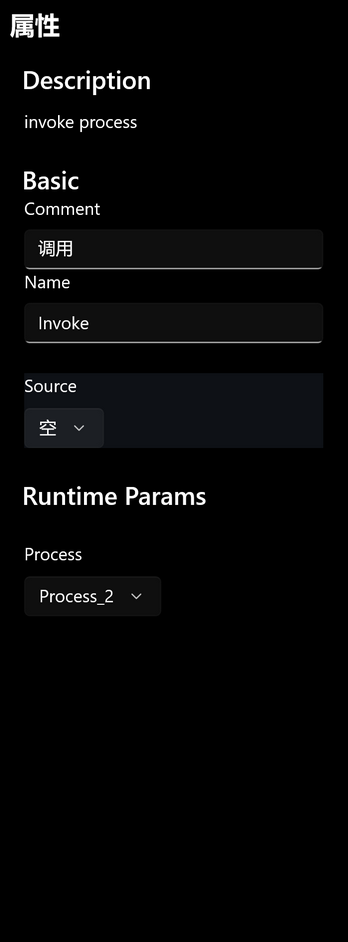 属性
Description
invoke process
Basic
Comment
调用
Name
Invoke
Source
空
Runtime Params
Process
Process_2